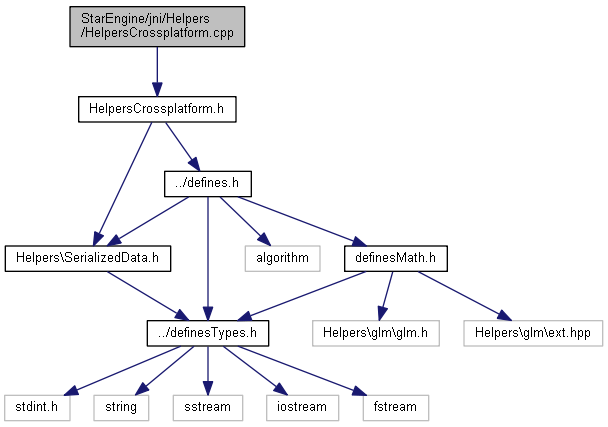 StarEngine/jni/Helpers
/HelpersCrossplatform.cpp
HelpersCrossplatform.h
../defines.h
Helpers\SerializedData.h
algorithm
definesMath.h
../definesTypes.h
Helpers\glm\glm.h
Helpers\glm\ext.hpp
stdint.h
string
sstream
iostream
fstream